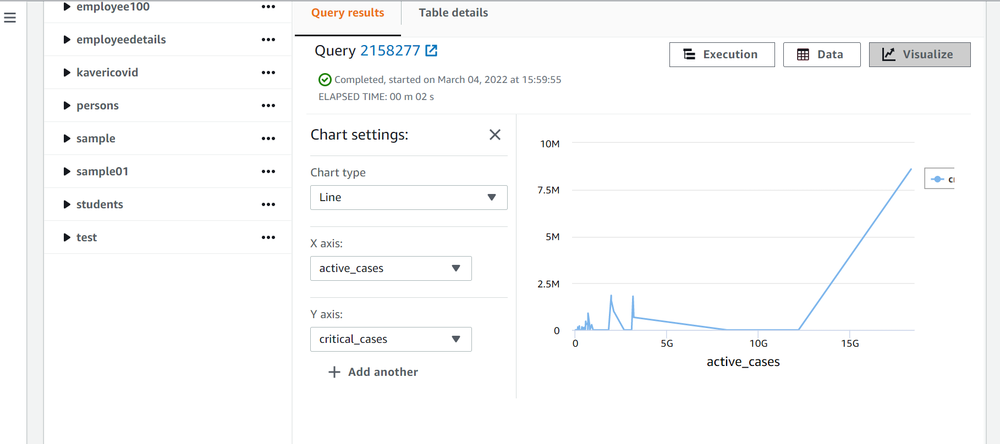 employee100
employeedetails
kavericovid
persons
sample
sample01
students
test
Query results
Table details
Query 2158277
Execution
Data
Visualize
Completed, started on March 04, 2022 at 15:59:55
ELAPSED TIME: 00 m 02 s
Chart settings:
Chart type
Line
X axis:
active_cases
Y axis:
critical_cases
Add another
10M
7.5M
5M
2.5M
0
0 5G 10G 15G
active_cases